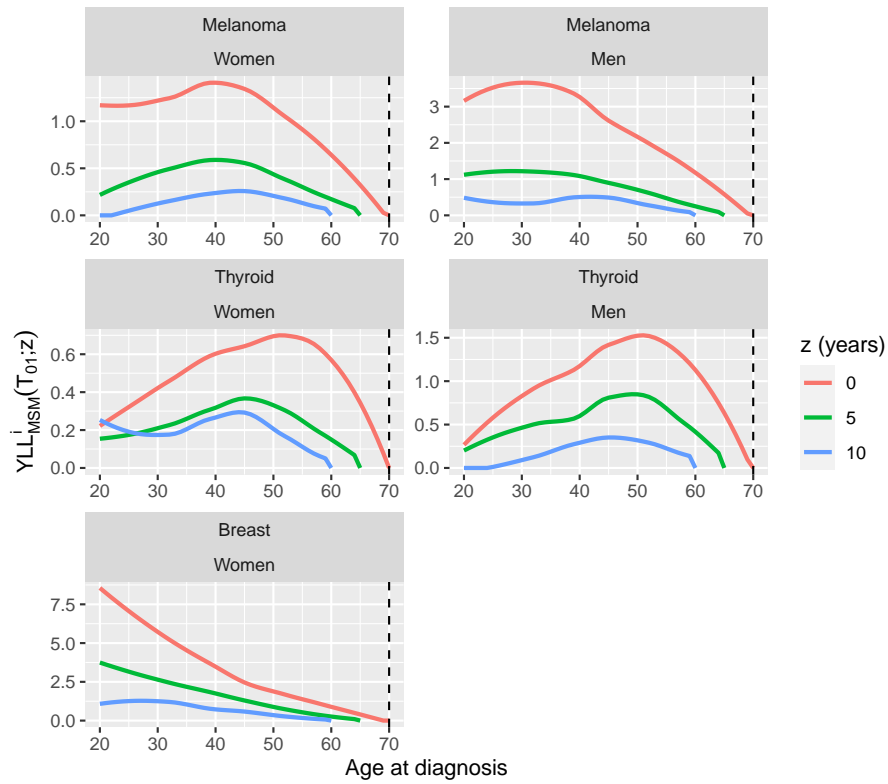 Melanoma
Women
Melanoma
Men
0.0
0.5
1.0
20 30 40 50 60 70
0
1
2
3
20 30 40 50 60 70
Thyroid
Women
Thyroid
Men
0.0
0.2
0.4
0.6
20 30 40 50 60 70
0.0
0.5
1.0
1.5
20 30 40 50 60 70
Breast
Women
0.0
2.5
5.0
7.5
20 30 40 50 60 70
Age at diagnosis
YLL^i_MSM(T_01;z)
z (years)
0
5
10